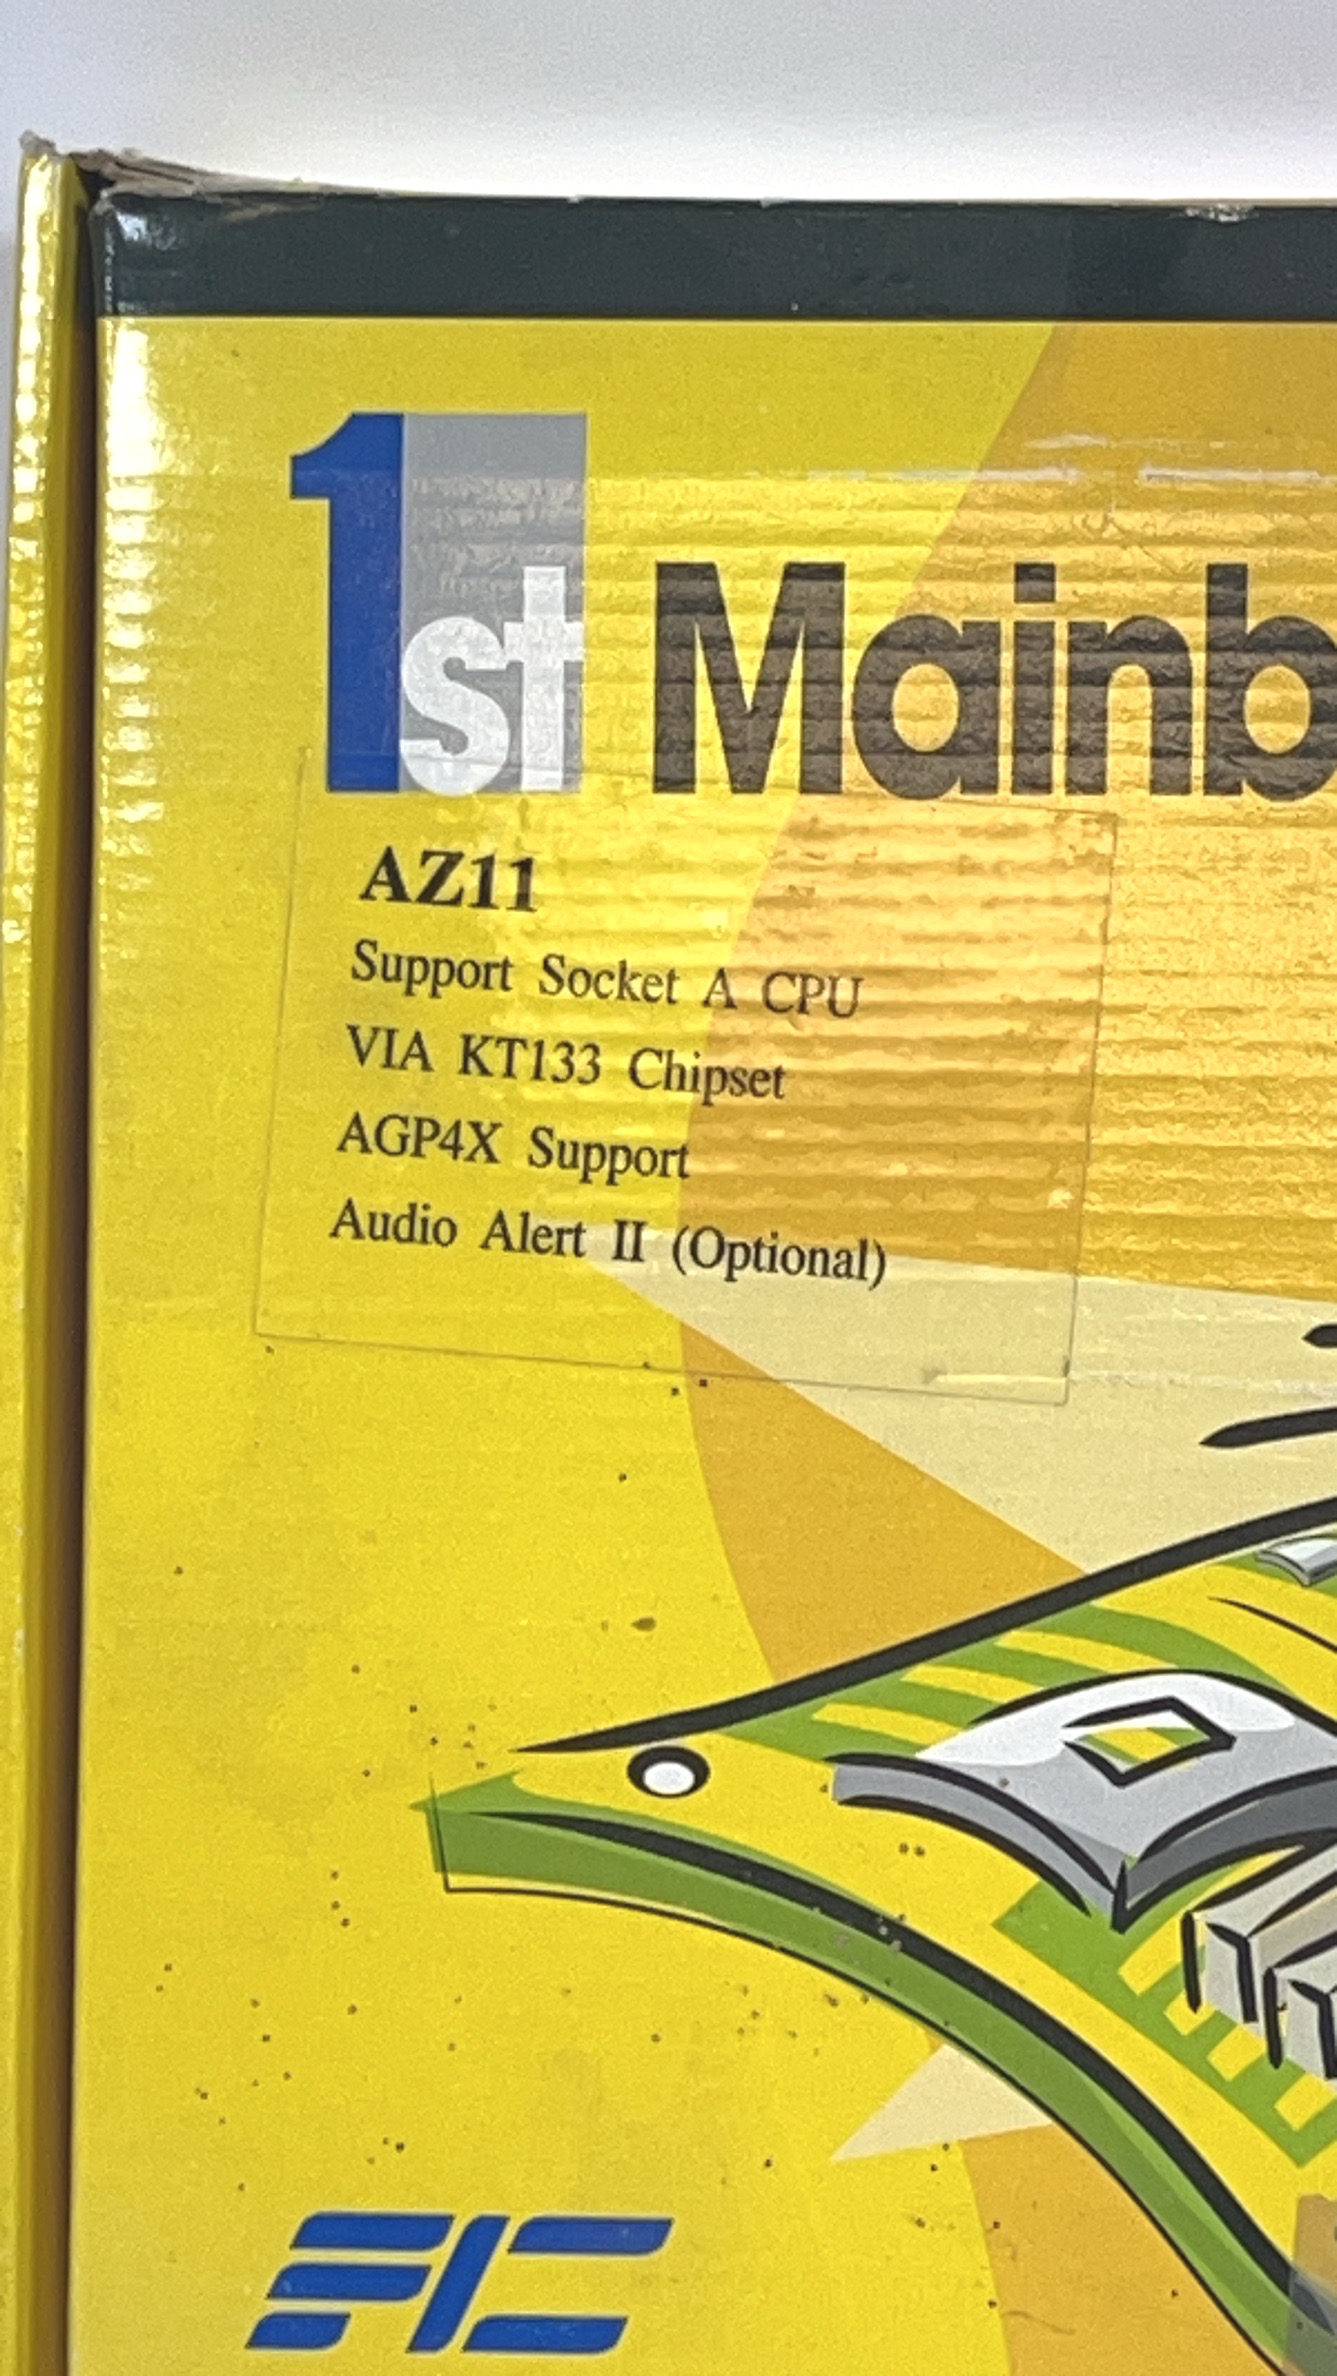 1st Mainb
AZ11
Support Socket A CPU
VIA KT133 Chipset
AGP4X Support
Audio Alert II (Optional)
FIC